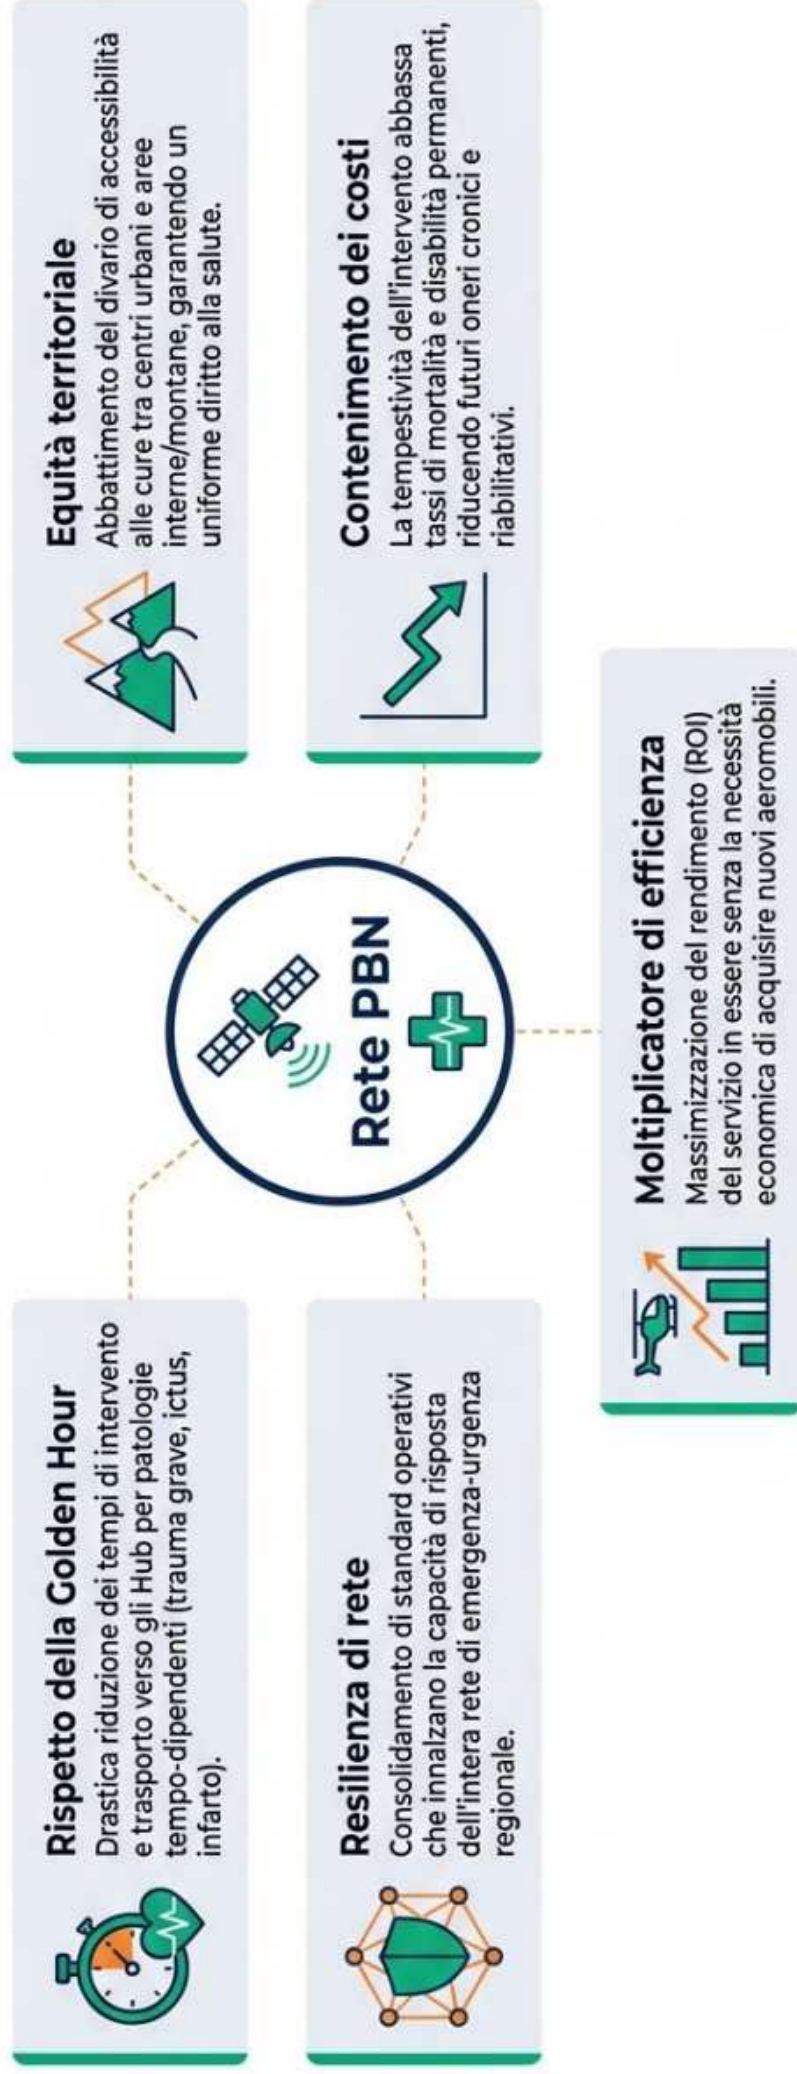 Rispetto della Golden Hour
Drastica riduzione dei tempi di intervento
e trasporto verso gli Hub per patologie
tempo-dipendenti (trauma grave, ictus,
infarto).
Resilienza di rete
Consolidamento di standard operativi
che innalzano la capacità di risposta
dell'intera rete di emergenza-urgenza
regionale.
Rete PBN
Equità territoriale
Abbattimento del divario di accessibilità
alle cure tra centri urbani e aree
interne/montane, garantendo un
uniforme diritto alla salute.
Contenimento dei costi
La tempestività dell'intervento abbassa
tassi di mortalità e disabilità permanenti,
riducendo futuri oneri cronici e
riabilitativi.
Moltiplicatore di efficienza
Massimizzazione del rendimento (ROI)
del servizio in essere senza la necessità
economica di acquisire nuovi aeromobili.